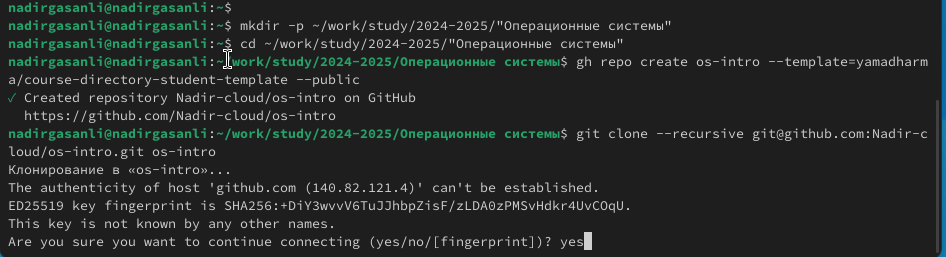 nadirgasanli@nadirgasanli:~$
nadirgasanli@nadirgasanli:~$ mkdir -p ~/work/study/2024-2025/"Операционные системы"
nadirgasanli@nadirgasanli:~$ cd ~/work/study/2024-2025/"Операционные системы"
nadirgasanli@nadirgasanli:~/work/study/2024-2025/Операционные системы$ gh repo create os-intro --template=yamadharm
a/course-directory-student-template --public
✓ Created repository Nadir-cloud/os-intro on GitHub
https://github.com/Nadir-cloud/os-intro
nadirgasanli@nadirgasanli:~/work/study/2024-2025/Операционные системы$ git clone --recursive git@github.com:Nadir-c
loud/os-intro.git os-intro
Клонирование в «os-intro»...
The authenticity of host 'github.com (140.82.121.4)' can't be established.
ED25519 key fingerprint is SHA256:+DiY3wvvV6TuJJhbpZisF/zLDA0zPMSvHdkr4UvCOqU.
This key is not known by any other names.
Are you sure you want to continue connecting (yes/no/[fingerprint])? yes